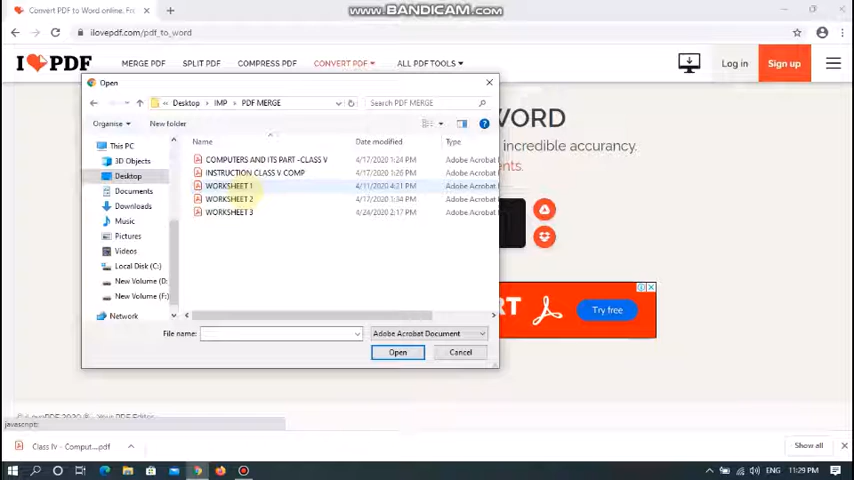 Convert PDF to Word online. Fre
www.BANDICAM.com
ilovepdf.com/pdf_to_word
I PDF MERGE PDF SPLIT PDF COMPRESS PDF CONVERT PDF ALL PDF TOOLS Log in Sign up
Open
Desktop IMP PDF MERGE Search PDF MERGE
Organise New folder
Name Date modified Type
This PC
3D Objects
Desktop
Documents
Downloads
Music
Pictures
Videos
Local Disk (C:)
New Volume (D:
New Volume (F:)
Network
COMPUTERS AND ITS PART -CLASS V 4/17/2020 1:24 PM Adobe Acrobat
INSTRUCTION CLASS V COMP 4/17/2020 1:26 PM Adobe Acrobat
WORKSHEET 1 4/11/2020 4:21 PM Adobe Acrobat
WORKSHEET 2 4/17/2020 1:34 PM Adobe Acrobat
WORKSHEET 3 4/24/2020 2:17 PM Adobe Acrobat
File name: Adobe Acrobat Document
Open Cancel
WORD
incredible accuracy.
ents.
RT Try free
javascript:
Class IV - Comput....pdf Show all
ENG 11:29 PM